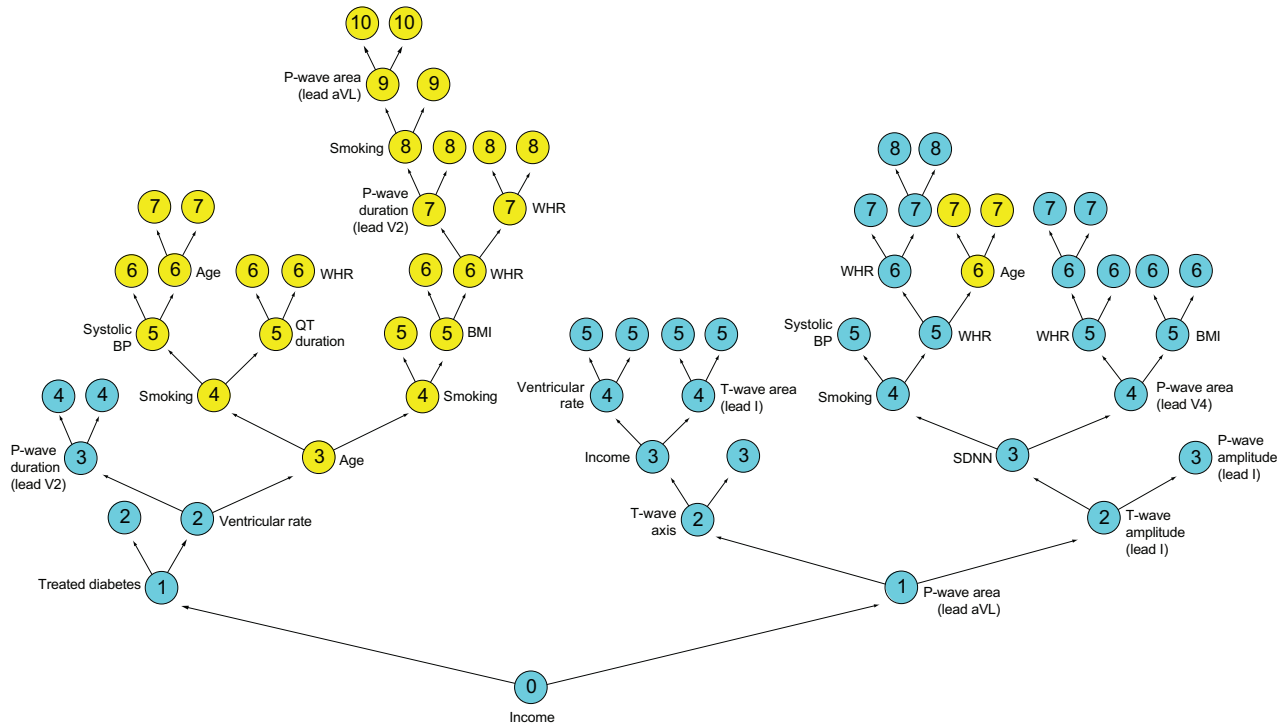 10 10
P-wave area
(lead aVL)
9 9
Smoking
8 8 8 8
8 8
P-wave
duration
(lead V2)
7 7 WHR
7 7
7 7 7 7
7 7
6 6 Age
6 6 WHR
6 6 WHR
WHR 6
6 Age
6 6 6 6
Systolic
BP
5
5 QT
duration
5 5 BMI
5 5 5 5
Systolic
BP
5
5 WHR
WHR 5
5 BMI
4 4
Smoking 4
4 Smoking
Ventricular
rate
4
4 T-wave area
(lead I)
Smoking 4
4 P-wave area
(lead V4)
P-wave
duration
(lead V2)
3
3 Age
Income 3
3
SDNN 3
3 P-wave
amplitude
(lead I)
2
2 Ventricular rate
T-wave
axis
2
2 T-wave
amplitude
(lead I)
Treated diabetes 1
1 P-wave area
(lead aVL)
0
Income